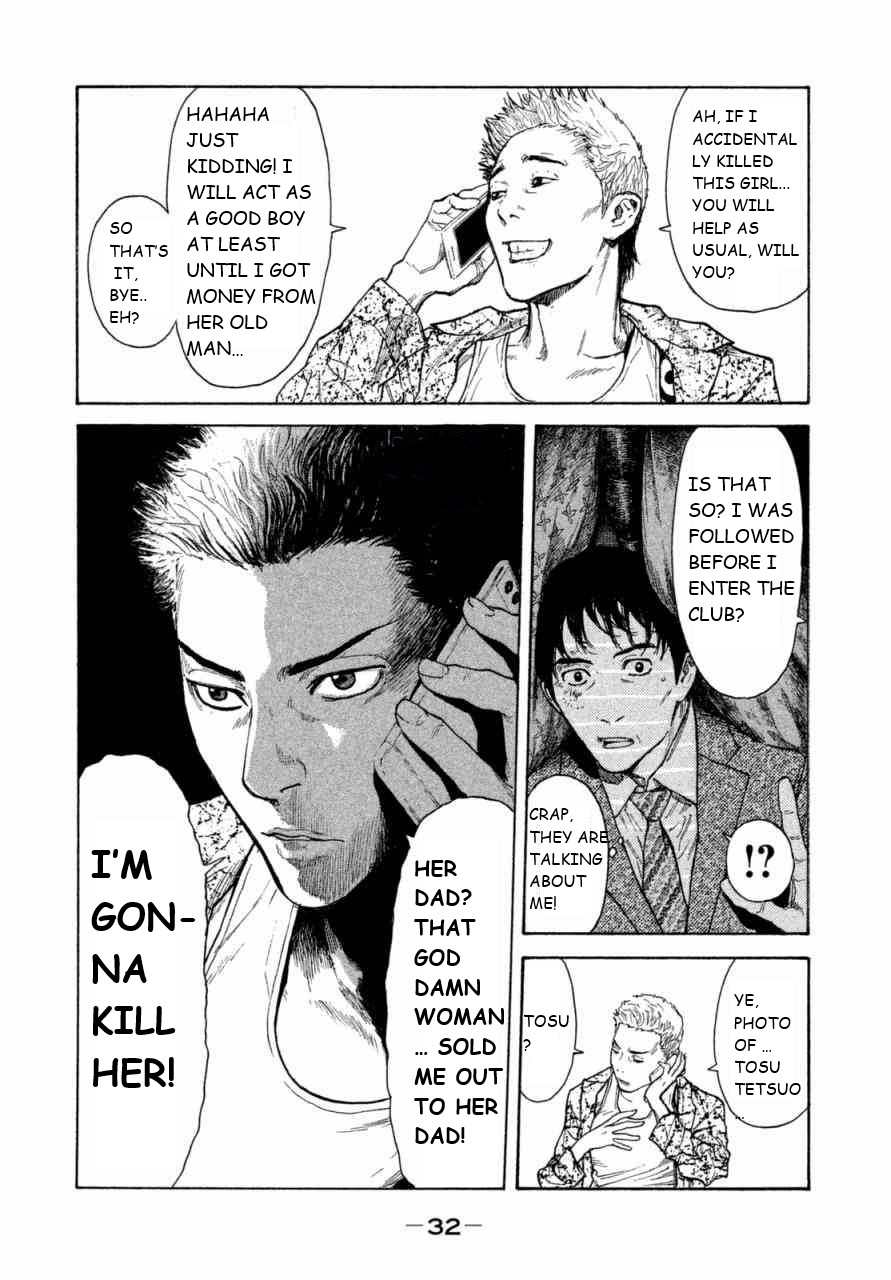 AH, IF I
ACCIDENTAL
LY KILLED
THIS GIRL...
YOU WILL
HELP AS
USUAL, WILL
YOU?
HAHAHA
JUST
KIDDING! I
WILL ACT AS
A GOOD BOY
AT LEAST
UNTIL I GOT
MONEY FROM
HER OLD
MAN...
SO
THAT'S
IT,
BYE..
EH?
IS THAT
SO? I WAS
FOLLOWED
BEFORE I
ENTER THE
CLUB?
!?
CRAP,
THEY ARE
TALKING
ABOUT
ME!
YE,
PHOTO
OF ...
TOSU
TETSUO
...
TOSU
?
HER
DAD?
THAT
GOD
DAMN
WOMAN
... SOLD
ME OUT
TO HER
DAD!
I'M
GON-
NA
KILL
HER!
-32-